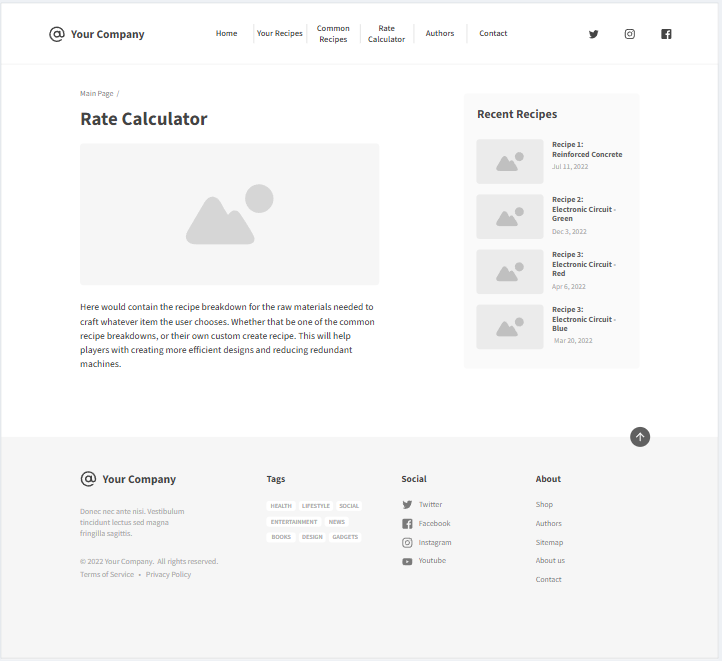 Your Company
Home
Your Recipes
Common
Recipes
Rate
Calculator
Authors
Contact
Main Page /
Rate Calculator
Here would contain the recipe breakdown for the raw materials needed to
craft whatever item the user chooses. Whether that be one of the common
recipe breakdowns, or their own custom create recipe. This will help
players with creating more efficient designs and reducing redundant
machines.
Recent Recipes
Recipe 1:
Reinforced Concrete
Jul 11, 2022
Recipe 2:
Electronic Circuit -
Green
Dec 3, 2022
Recipe 3:
Electronic Circuit -
Red
Apr 6, 2022
Recipe 3:
Electronic Circuit -
Blue
Mar 20, 2022
Your Company
Donec nec ante nisi. Vestibulum
tincidunt lectus sed magna
fringilla sagittis.
© 2022 Your Company. All rights reserved.
Terms of Service • Privacy Policy
Tags
HEALTH LIFESTYLE SOCIAL
ENTERTAINMENT NEWS
BOOKS DESIGN GADGETS
Social
Twitter
Facebook
Instagram
Youtube
About
Shop
Authors
Sitemap
About us
Contact